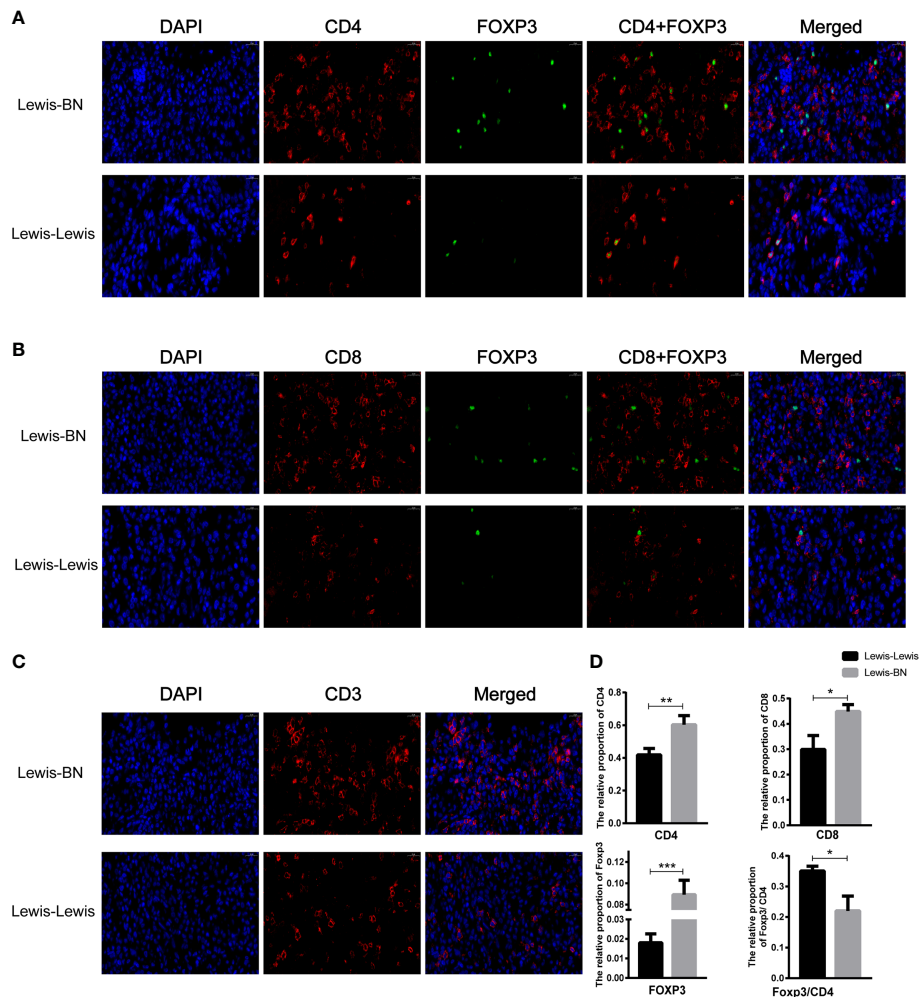 A
DAPI CD4 FOXP3 CD4+FOXP3 Merged
Lewis-BN
Lewis-Lewis
B
DAPI CD8 FOXP3 CD8+FOXP3 Merged
Lewis-BN
Lewis-Lewis
C
DAPI CD3 Merged
Lewis-BN
Lewis-Lewis
D
Lewis-Lewis
Lewis-BN
The relative proportion of CD4
0.8
0.6
0.4
0.2
0.0
**
CD4
The relative proportion of CD8
0.5
0.4
0.3
0.2
0.1
0.0
*
CD8
The relative proportion of Foxp3
0.12
0.10
0.08
0.03
0.02
0.01
0.00
***
FOXP3
The relative proportion
of Foxp3/ CD4
0.4
0.3
0.2
0.1
0.0
*
Foxp3/CD4